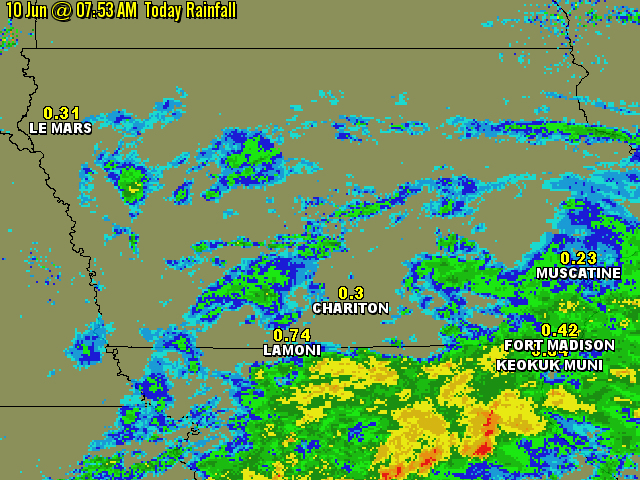 10 Jun @ 07:53 AM Today Rainfall
0.31
LE MARS
0.23
MUSCATINE
0.3
CHARITON
0.74
LAMONI
0.42
FORT MADISON
KEOKUK MUNI